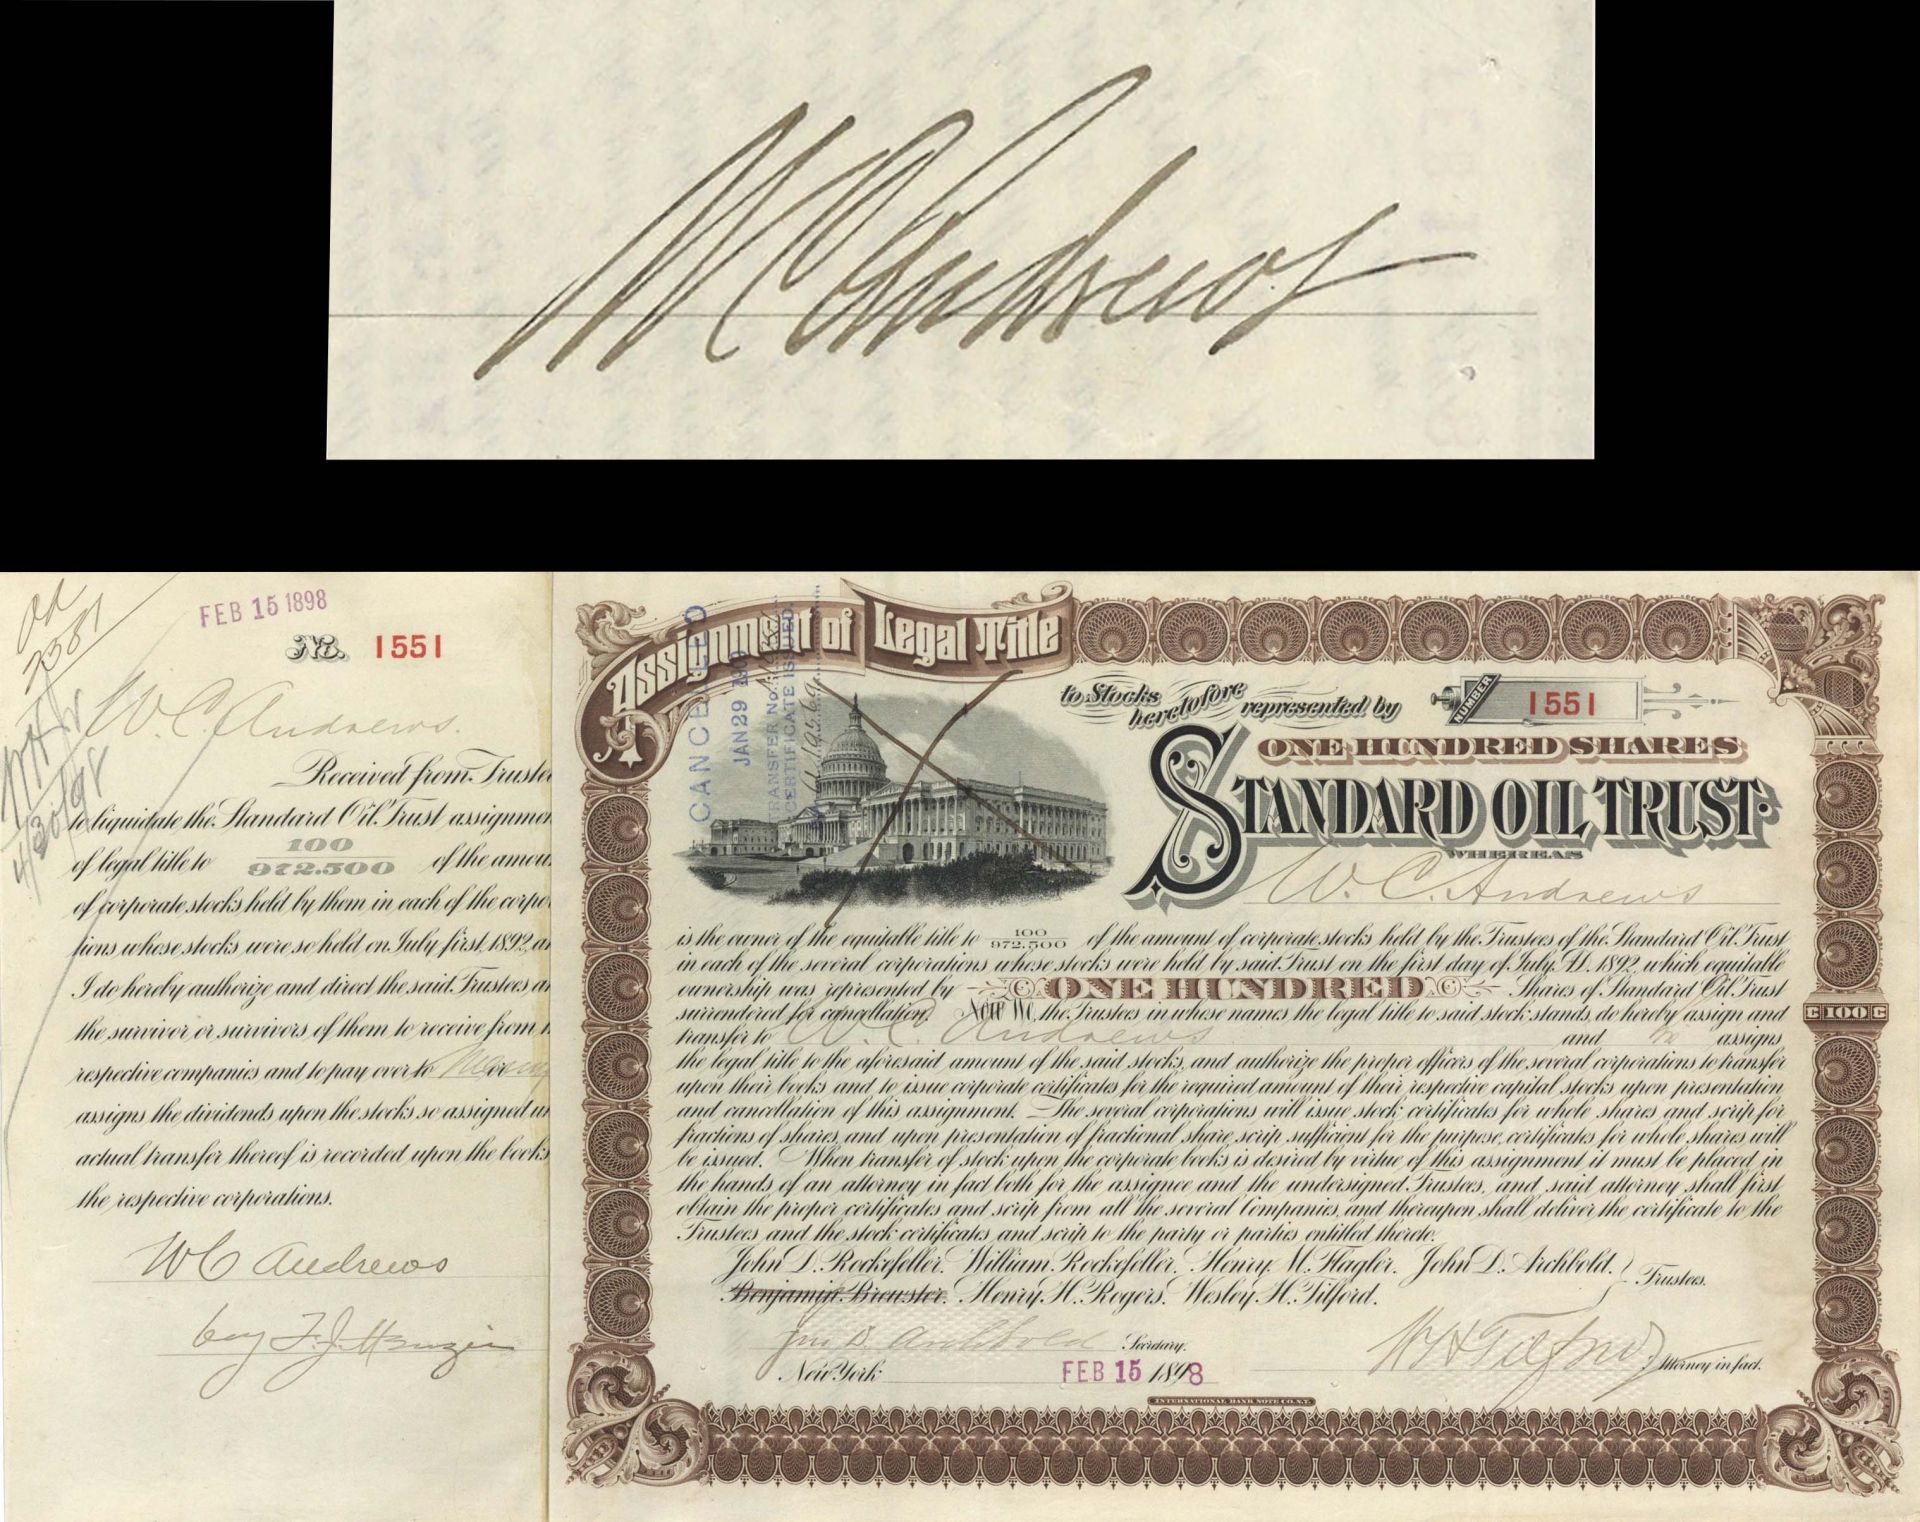 W C Andrews
FEB 15 1898
No. 1551
W. C. Andrews.
Received from Truste
to liquidate the Standard Oil Trust assignmen
of legal title to 100/972.500 of the amou
of corporate stocks held by them in each of the corpo
tions whose stocks were so held on July first, 1892, an
I do hereby authorize and direct the said Trustees a
the survivor or survivors of them to receive from
respective companies and to pay over to
assigns the dividends upon the stocks so assigned un
actual transfer thereof is recorded upon the books
the respective corporations.
W C Andrews
by F. J.
4/30/98
Assignment of Legal Title
to Stocks heretofore represented by
NUMBER 1551
ONE HUNDRED SHARES
STANDARD OIL TRUST.
WHEREAS
W. C. Andrews
CANCELLED
JAN 29 1900
TRANSFER No.
CERTIFICATE ISSUED
is the owner of the equitable title to 100/972.500 of the amount of corporate stocks held by the Trustees of the Standard Oil Trust
in each of the several corporations whose stocks were held by said Trust on the first day of July A.D. 1892, which equitable
ownership was represented by ONE HUNDRED Shares of Standard Oil Trust
surrendered for cancellation. Now We, the Trustees in whose names the legal title to said stock stands, do hereby assign and
transfer to W. C. Andrews and assigns
the legal title to the aforesaid amount of the said stocks, and authorize the proper officers of the several corporations to transfer
upon their books and to issue corporate certificates for the required amount of their respective capital stocks upon presentation
and cancellation of this assignment. The several corporations will issue stock certificates for whole shares and scrip for
fractions of shares, and upon presentation of fractional share scrip sufficient for the purpose, certificates for whole shares will
be issued. When transfer of stock upon the corporate books is desired by virtue of this assignment it must be placed in
the hands of an attorney in fact both for the assignee and the undersigned Trustees, and said attorney shall first
obtain the proper certificates and scrip from all the several Companies, and thereupon shall deliver the certificate to the
Trustees and the stock certificates and scrip to the party or parties entitled thereto.
John D. Rockefeller. William Rockefeller. Henry M. Flagler. John D. Archbold. Trustees.
Benjamin Brewster. Henry H. Rogers. Wesley H. Tilford.
Jno D. Archbold Secretary. W H Tilford Attorney in fact.
New York FEB 15 1898
INTERNATIONAL BANK NOTE CO. N.Y.
C 100 C